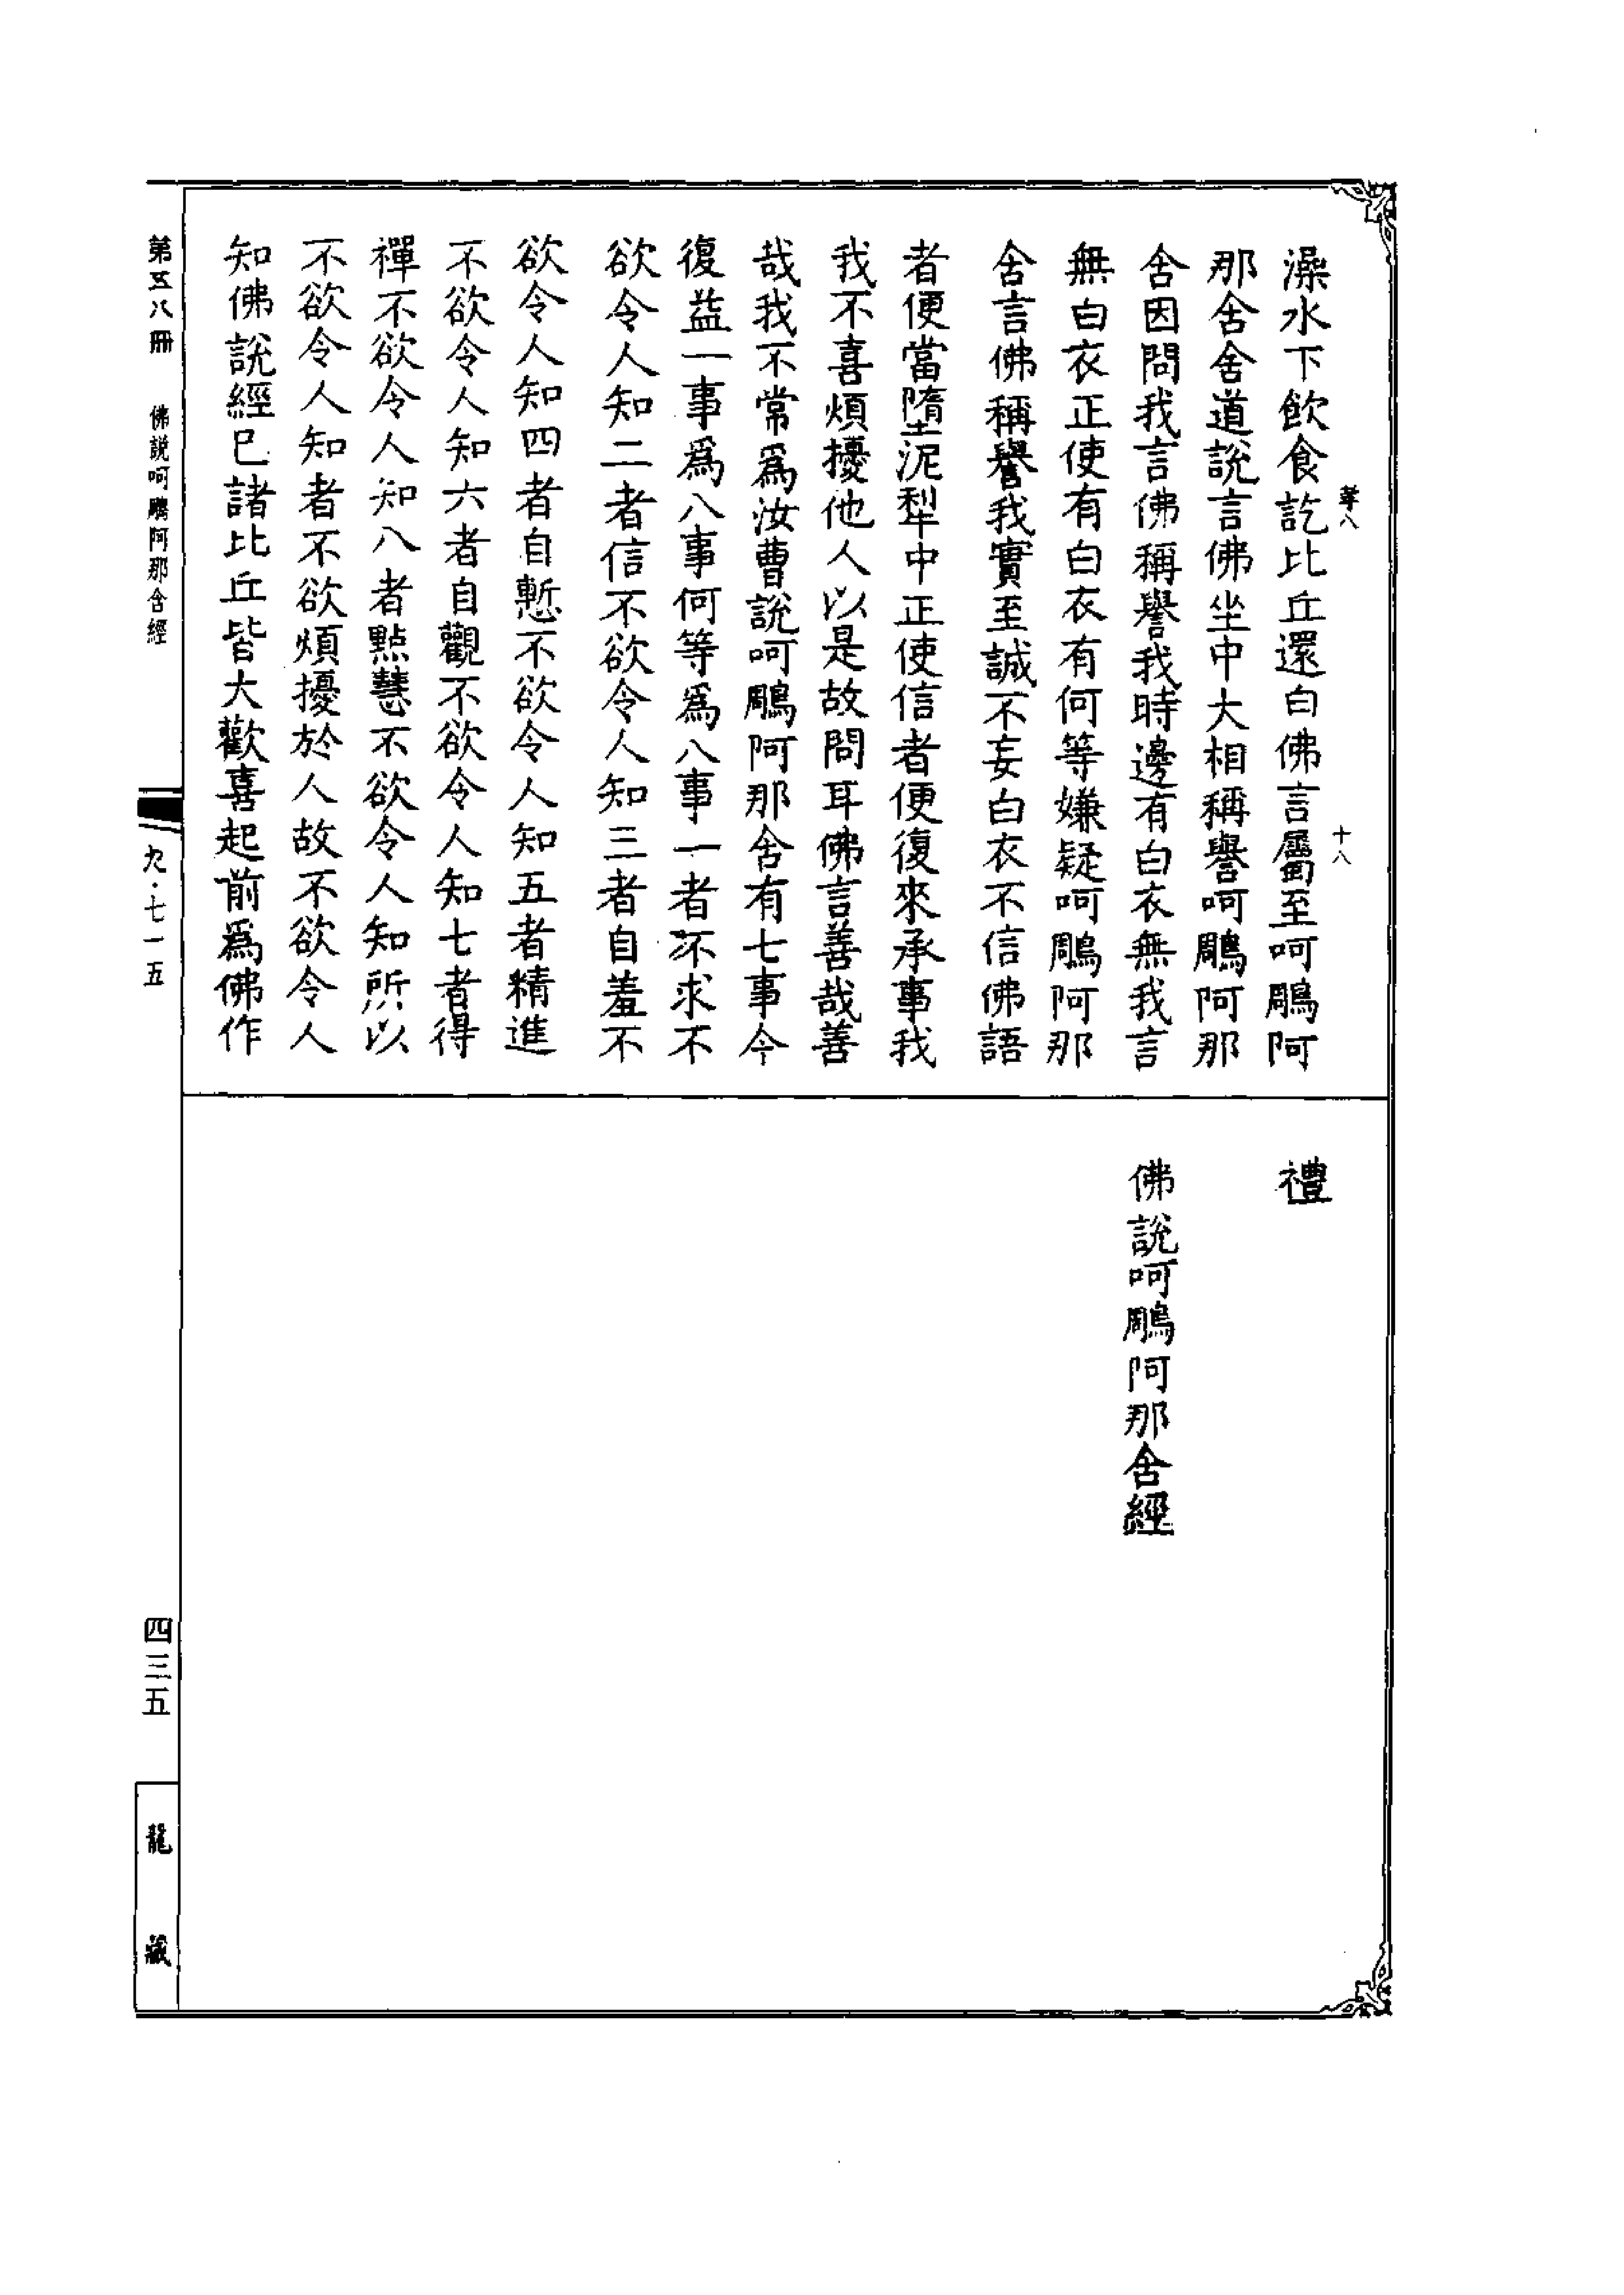 澡水下飲食訖比丘還白佛言屬至呵鵰阿
那舍舍道說言佛坐中大相稱譽呵鵰阿那
舍因問我言佛稱譽我時邊有白衣無我言
無白衣正使有白衣有何等嫌疑呵鵰阿那
舍言佛稱譽我實至誠不妄白衣不信佛語
者便當墮泥犁中正使信者便復來承事我
我不喜煩擾他人以是故問耳佛言善哉善
哉我不常爲汝曹說呵鵰阿那舍有七事今
復益一事爲八事何等爲八事一者不求不
欲令人知二者信不欲令人知三者自羞不
欲令人知四者自慙不欲令人知五者精進
不欲令人知六者自觀不欲令人知七者得
禪不欲令人知八者黠慧不欲令人知所以
不欲令人知者不欲煩擾於人故不欲令人
知佛說經已諸比丘皆大歡喜起前爲佛作
禮
佛說呵鵰阿那含經
十八
第五八冊 佛說呵鵰阿那含經
九·七一五
四三五
龍藏